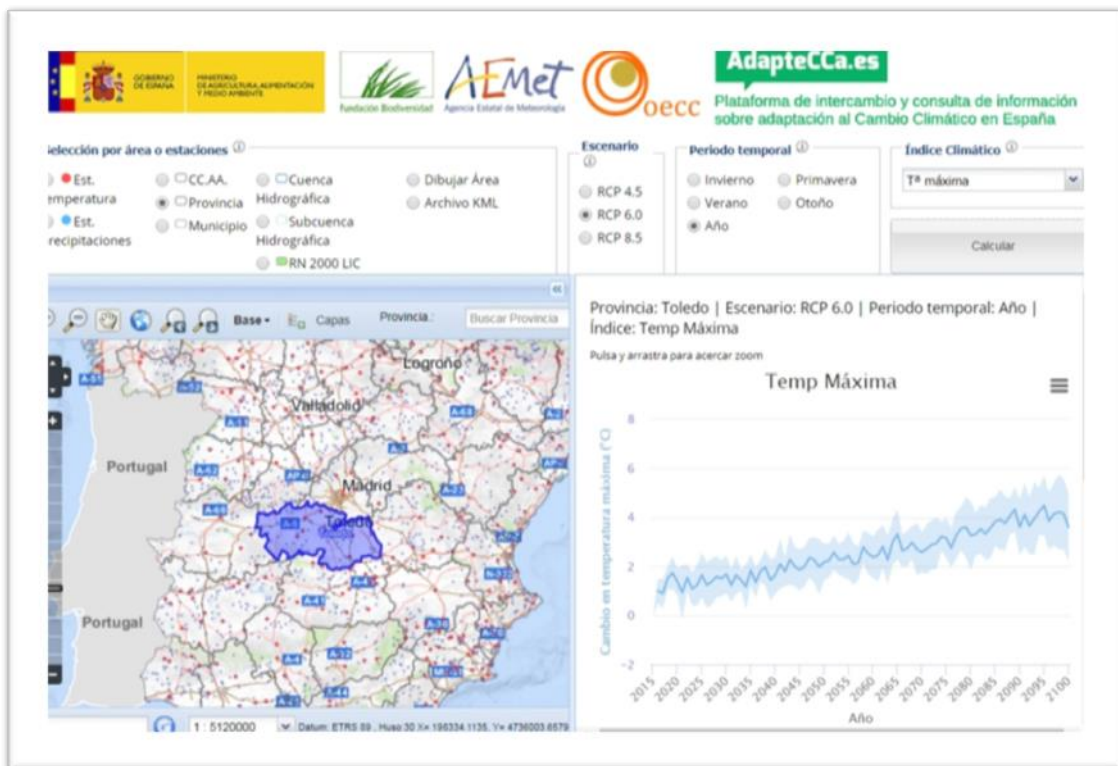 GOBIERNO
DE ESPAÑA
MINISTERIO
DE AGRICULTURA, ALIMENTACIÓN
Y MEDIO AMBIENTE
Fundación Biodiversidad
AEMet
Agencia Estatal de Meteorología
oecc
AdapteCCa.es
Plataforma de intercambio y consulta de información
sobre adaptación al Cambio Climático en España
Selección por área o estaciones
Est.
emperatura
Est.
recipitaciones
CC.AA.
Provincia
Municipio
Cuenca
Hidrográfica
Subcuenca
Hidrográfica
RN 2000 LIC
Dibujar Área
Archivo KML
Escenario
RCP 4.5
RCP 6.0
RCP 8.5
Periodo temporal
Invierno
Primavera
Verano
Otoño
Año
Índice Climático
Tª máxima
Calcular
Base
Capas
Provincia.:
Buscar Provincia
Logroño
Valladolid
Portugal
Madrid
Toledo
Portugal
1 : 5120000
Datum: ETRS 89 , Huso 30 X= 196334.1135, Y= 4736003.6579
Provincia: Toledo | Escenario: RCP 6.0 | Periodo temporal: Año |
Índice: Temp Máxima
Pulsa y arrastra para acercar zoom
Temp Máxima
Cambio en temperatura máxima (°C)
8
6
4
2
0
-2
2015
2020
2025
2030
2035
2040
2045
2050
2055
2060
2065
2070
2075
2080
2085
2090
2095
2100
Año